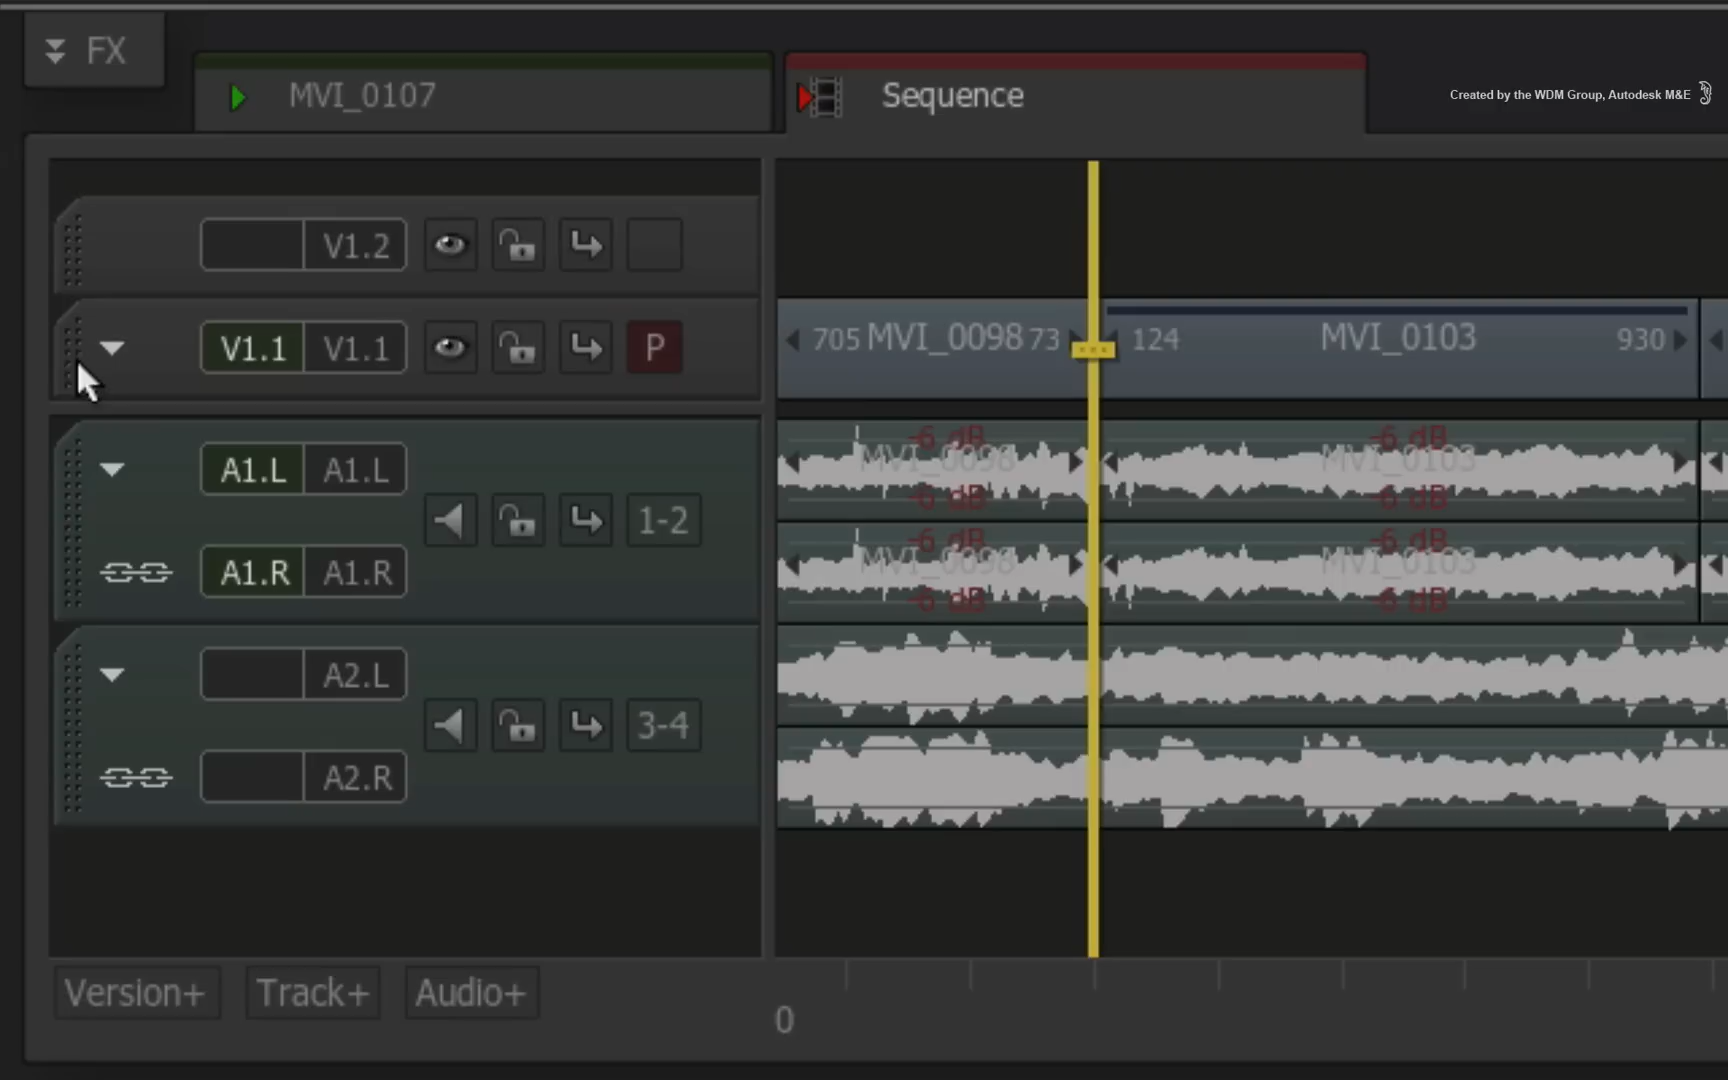 FX
MVI_0107
Sequence
Created by the WDM Group, Autodesk M&E
V1.2
V1.1 V1.1 P
705 MVI_0098 73
124 MVI_0103 930
A1.L A1.L
1-2
A1.R A1.R
-6 dB
MVI_0098
-6 dB
-6 dB
MVI_0103
-6 dB
-6 dB
MVI_0098
-6 dB
-6 dB
MVI_0103
-6 dB
A2.L
3-4
A2.R
Version+ Track+ Audio+
0